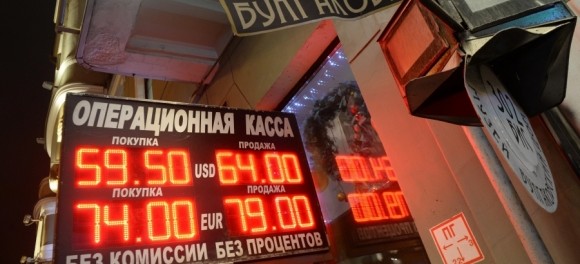 ОПЕРАЦИОННАЯ КАССА
ПОКУПКА ПРОДАЖА
59.50 USD 64.00
ПОКУПКА ПРОДАЖА
74.00 EUR 79.00
БЕЗ КОМИССИИ БЕЗ ПРОЦЕНТОВ
ПГ